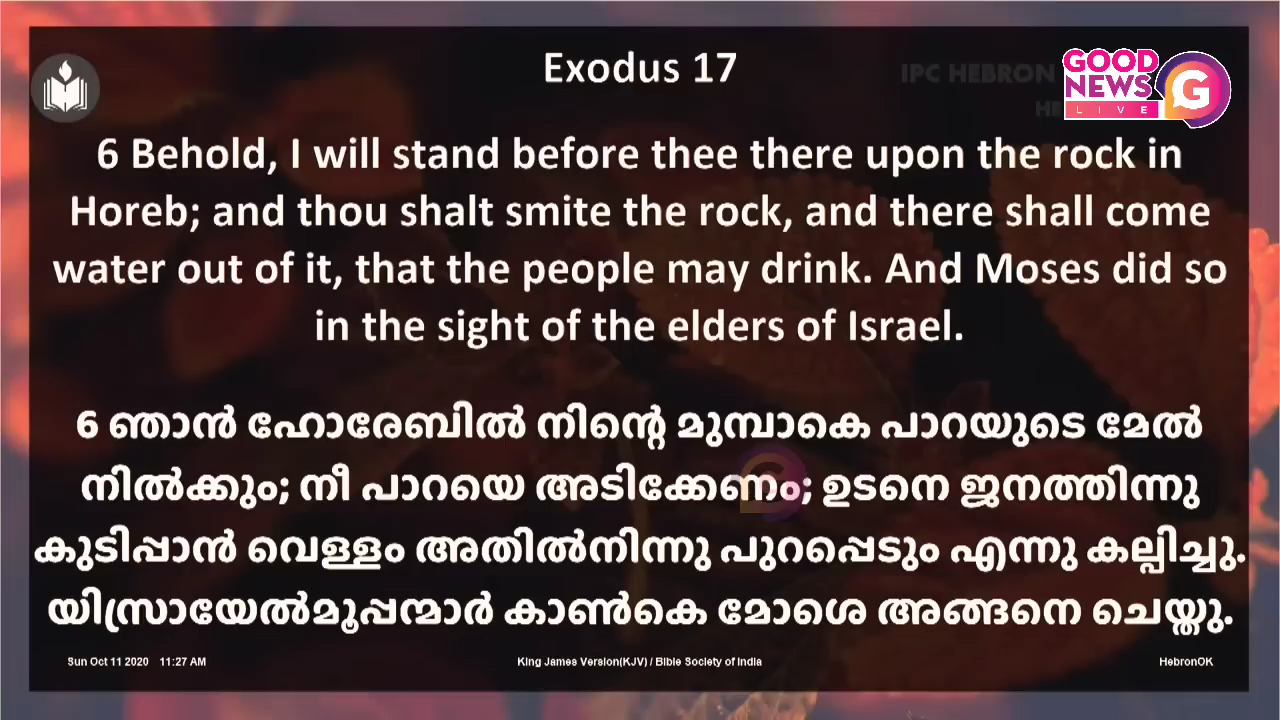 Exodus 17
IPC HEBRON
GOOD
NEWS
LIVE
G
6 Behold, I will stand before thee there upon the rock in
Horeb; and thou shalt smite the rock, and there shall come
water out of it, that the people may drink. And Moses did so
in the sight of the elders of Israel.
6 ഞാൻ ഹോരേബിൽ നിന്റെ മുമ്പാകെ പാറയുടെ മേൽ
നിൽക്കും; നീ പാറയെ അടിക്കേണം; ഉടനെ ജനത്തിന്നു
കുടിപ്പാൻ വെള്ളം അതിൽനിന്നു പുറപ്പെടും എന്നു കല്പിച്ചു.
യിസ്രായേൽമൂപ്പന്മാർ കാൺകെ മോശെ അങ്ങനെ ചെയ്തു.
Sun Oct 11 2020 11:27 AM
King James Version(KJV) / Bible Society of India
HebronOK